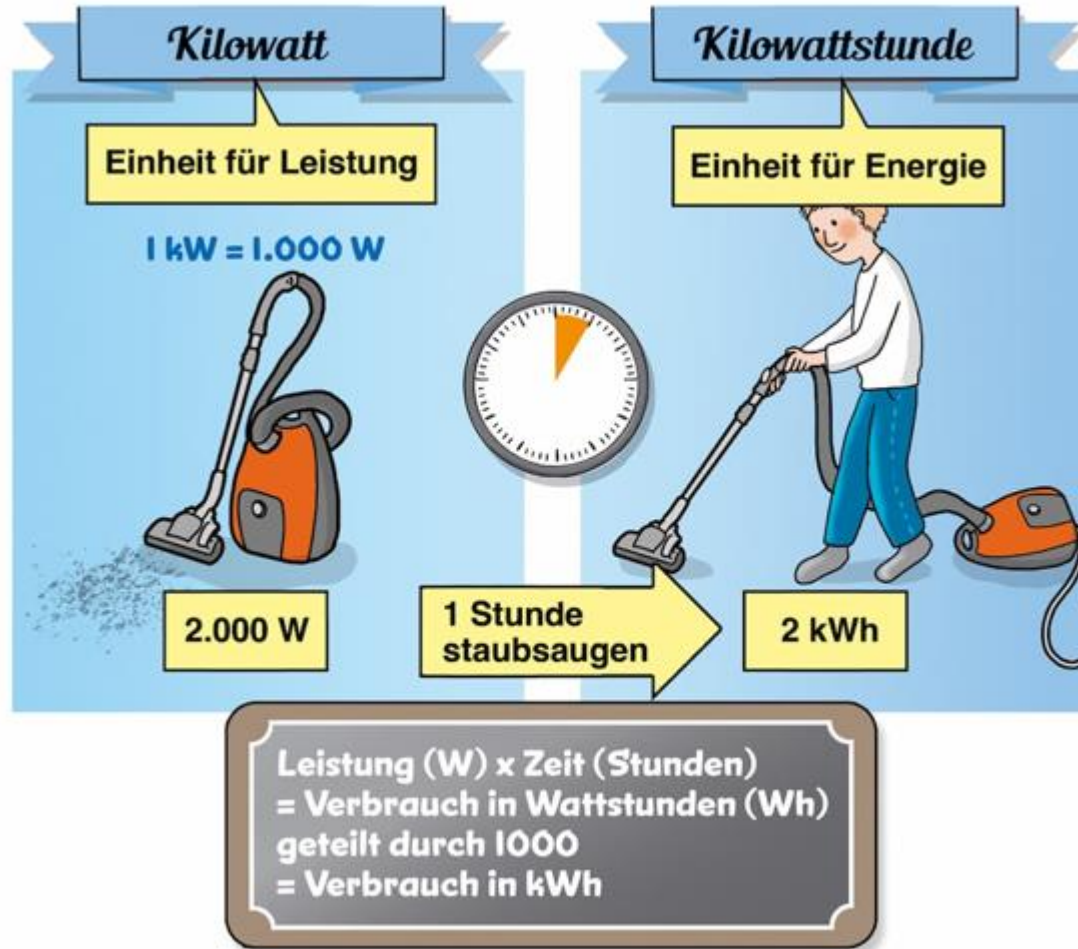 Kilowatt
Einheit für Leistung
1 kW = 1.000 W
2.000 W
Kilowattstunde
Einheit für Energie
1 Stunde
staubsaugen
2 kWh
Leistung (W) x Zeit (Stunden)
= Verbrauch in Wattstunden (Wh)
geteilt durch 1000
= Verbrauch in kWh